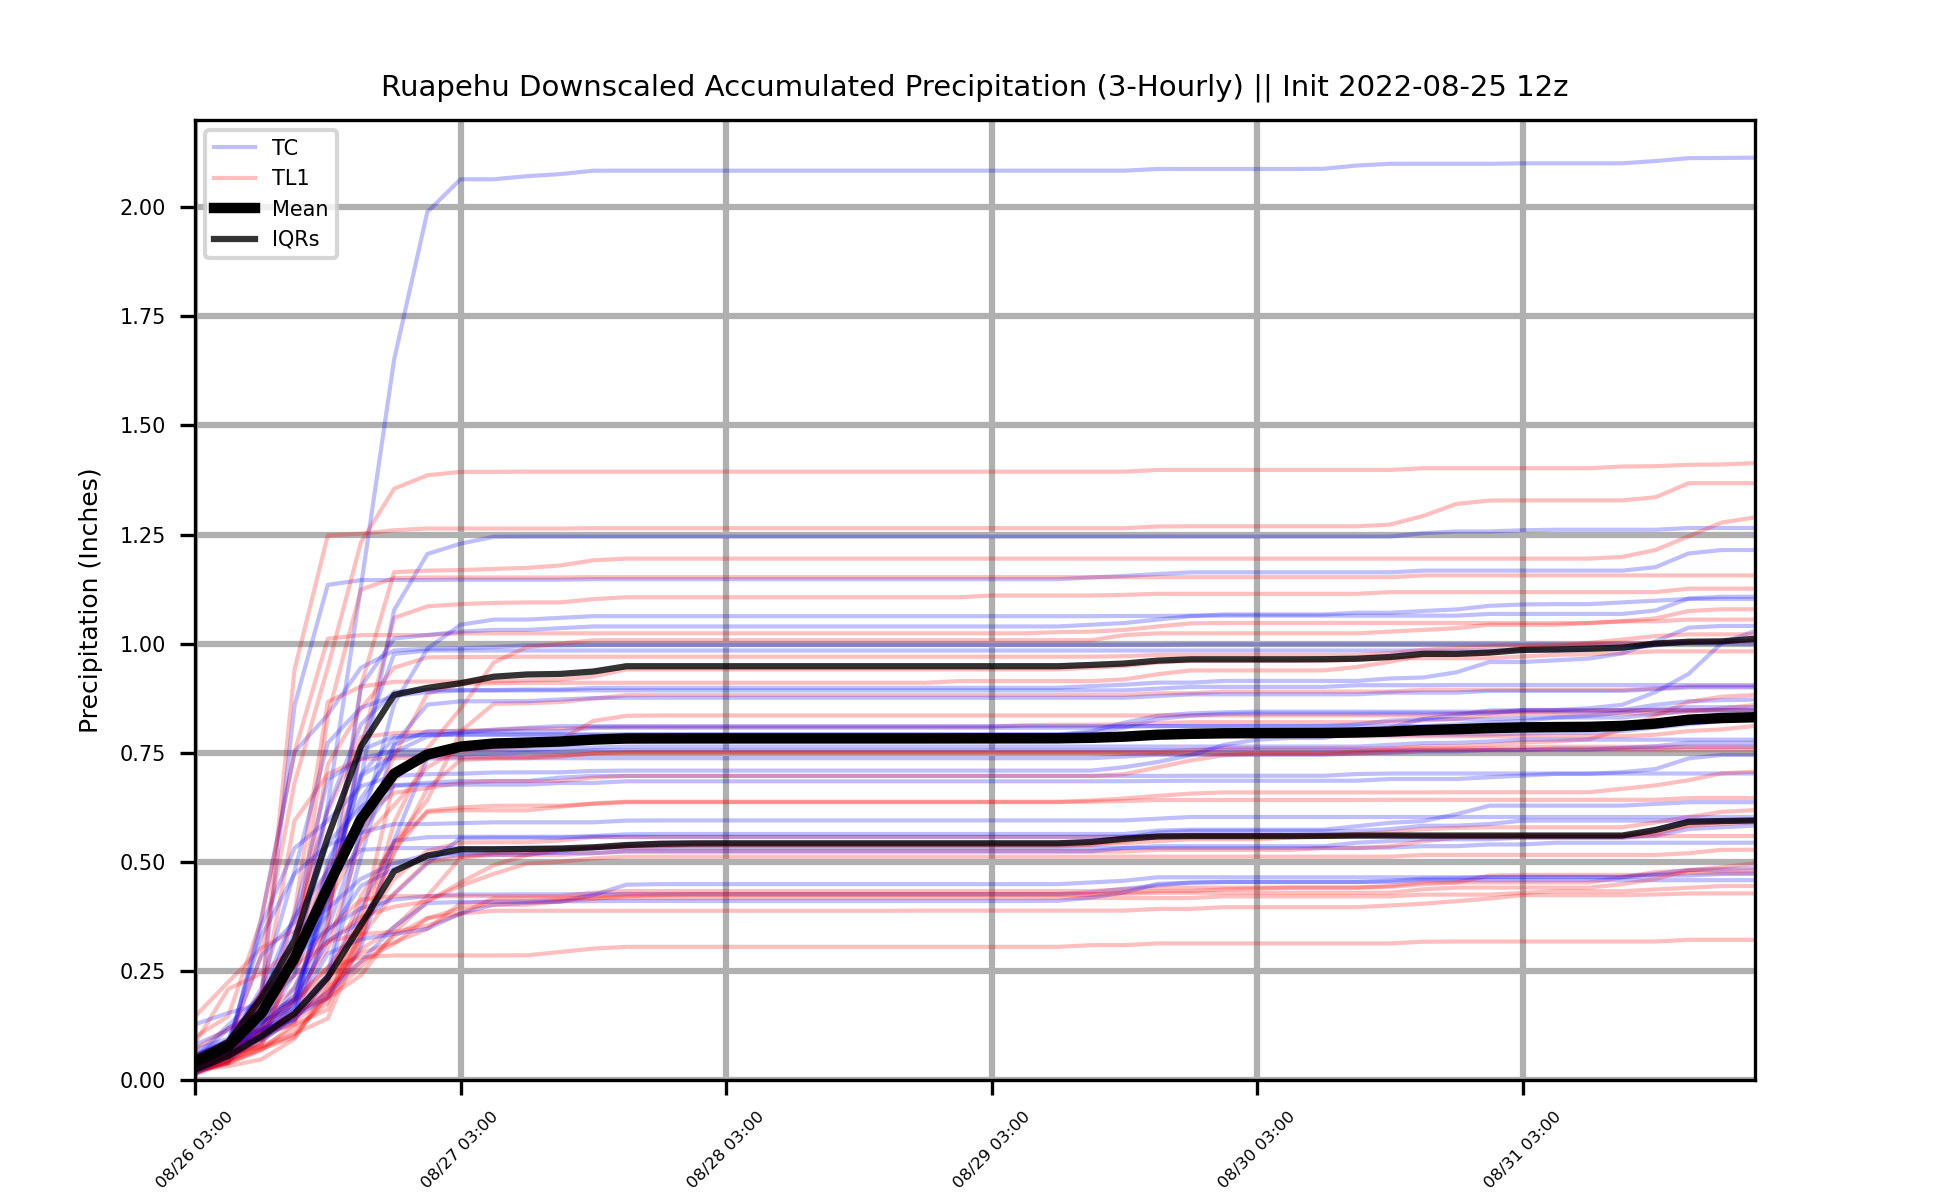 Ruapehu Downscaled Accumulated Precipitation (3-Hourly) || Init 2022-08-25 12z
TC
TL1
Mean
IQRs
Precipitation (Inches)
2.00
1.75
1.50
1.25
1.00
0.75
0.50
0.25
0.00
08/26 03:00
08/27 03:00
08/28 03:00
08/29 03:00
08/30 03:00
08/31 03:00